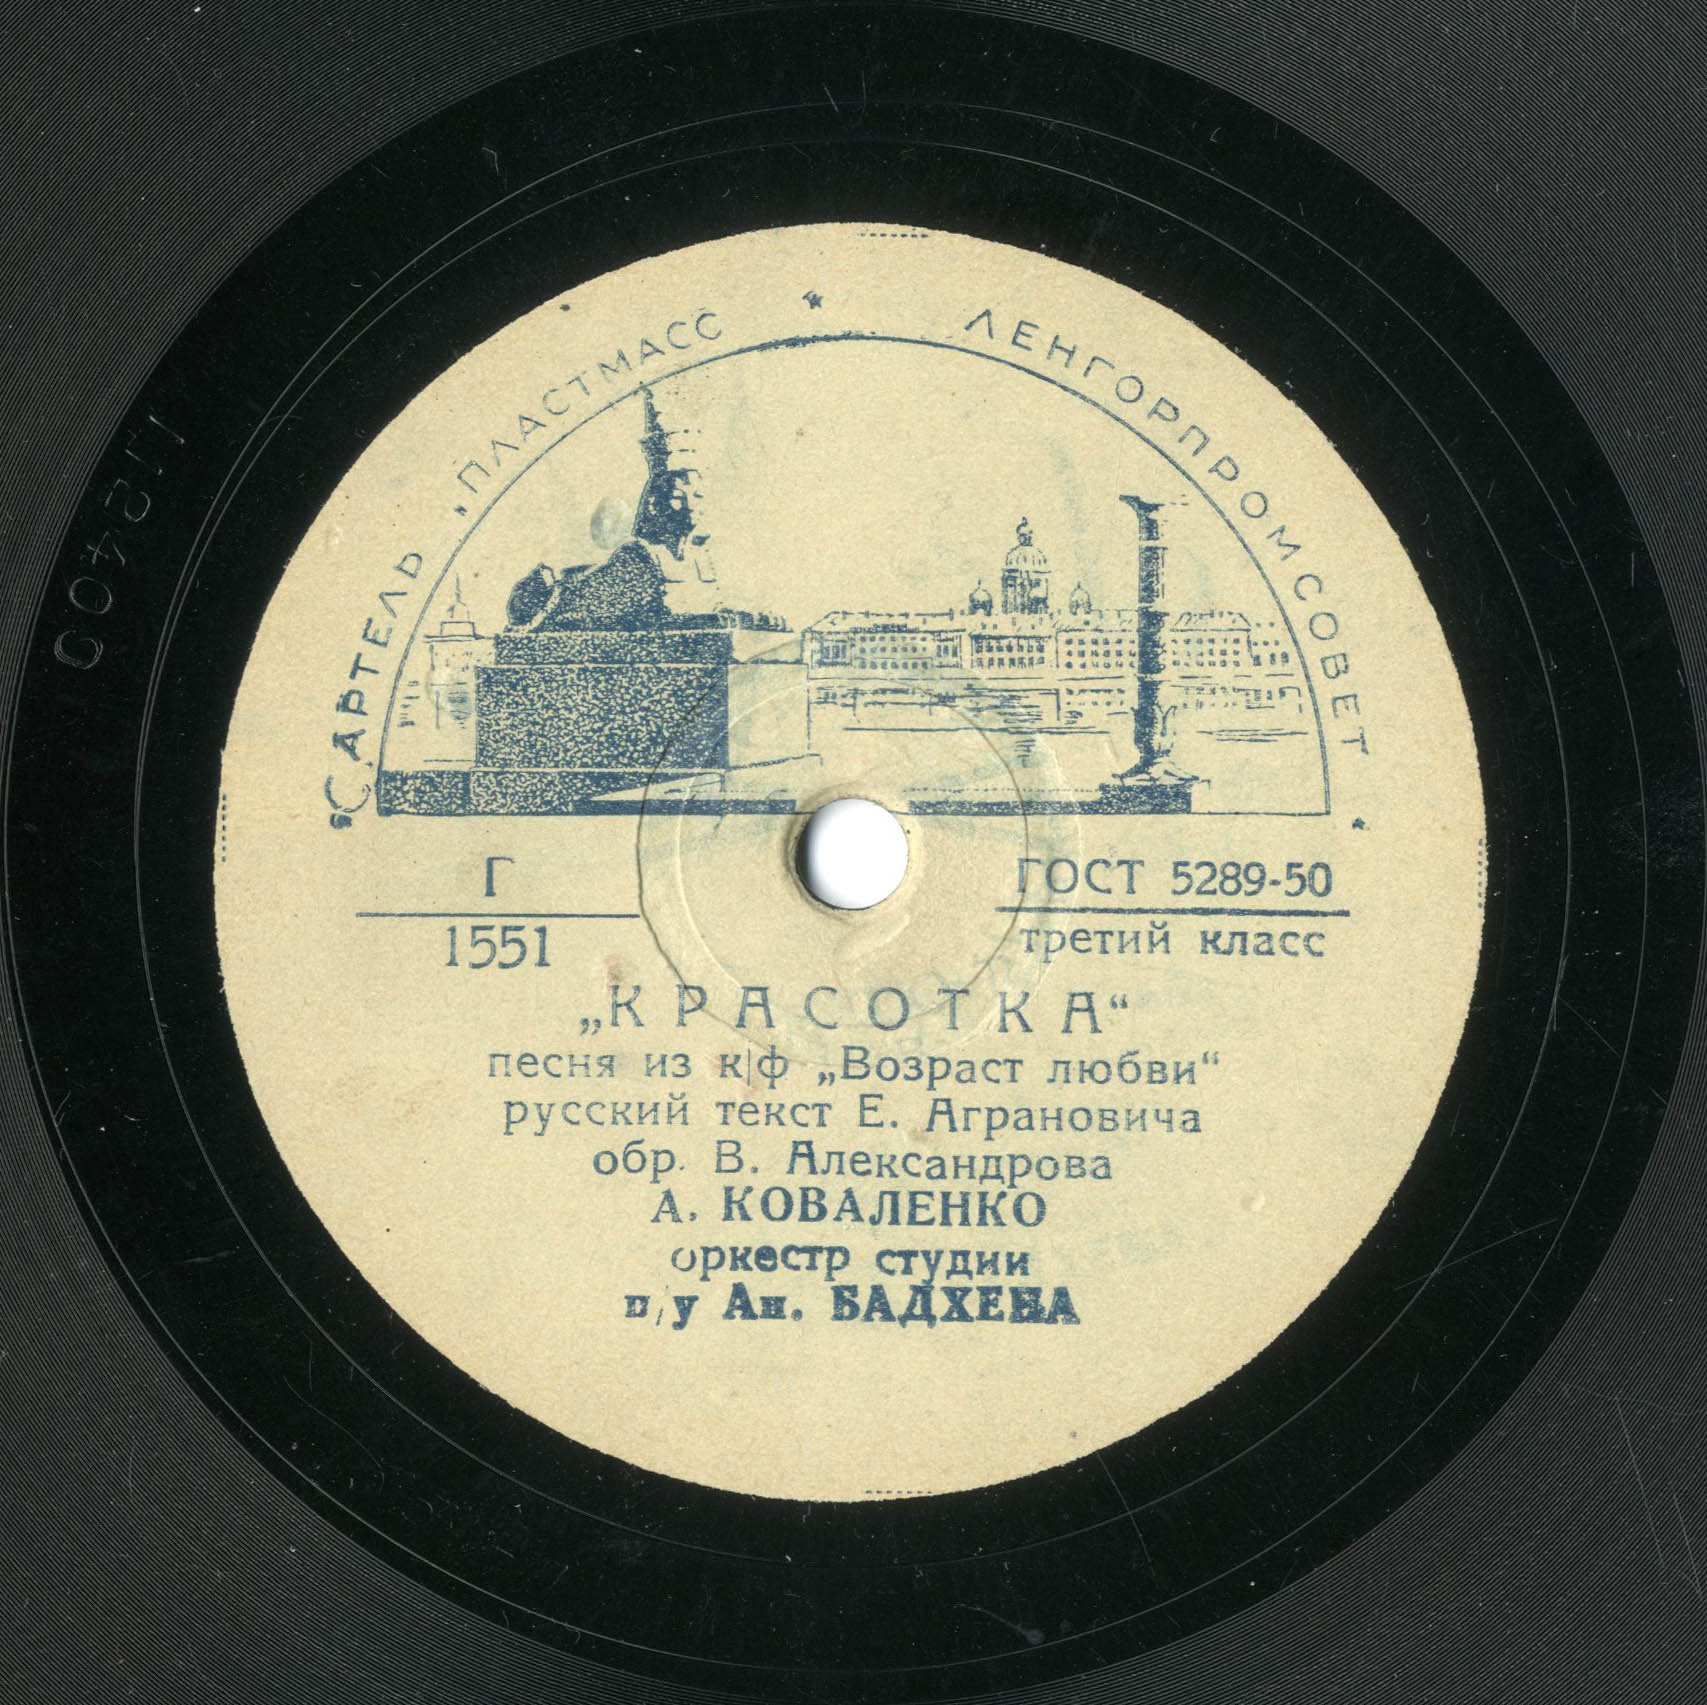 АРТЕЛЬ „ПЛАСТМАСС
ЛЕНГОРПРОМСОВЕТ
Г
1551
ГОСТ 5289-50
третий класс
„КРАСОТКА“
песня из к|ф „Возраст любви“
русский текст Е. Аграновича
обр. В. Александрова
А. КОВАЛЕНКО
оркестр студии
п/у Ан. БАДХЕНА